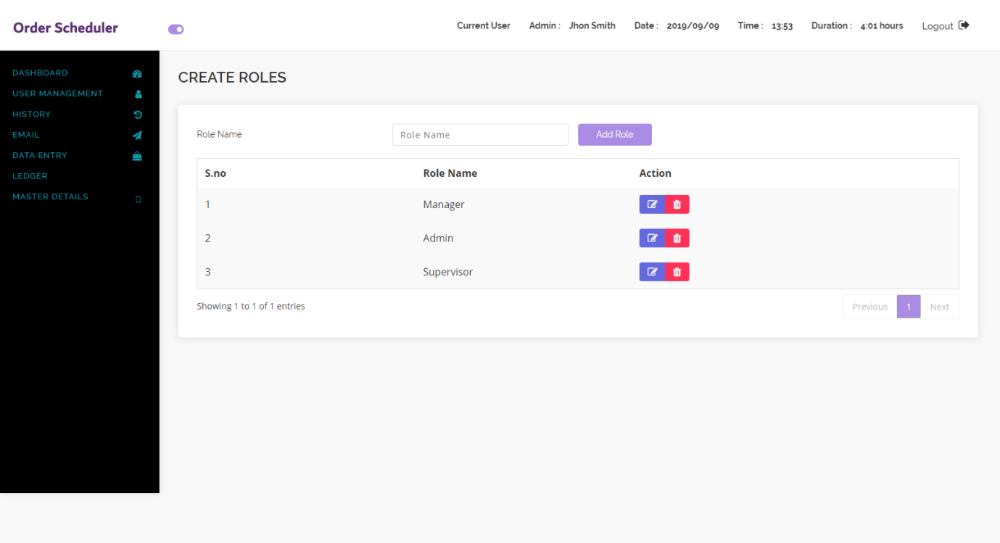 Order Scheduler
Current User Admin : Jhon Smith Date : 2019/09/09 Time : 13:53 Duration : 4:01 hours Logout
DASHBOARD
USER MANAGEMENT
HISTORY
EMAIL
DATA ENTRY
LEDGER
MASTER DETAILS
CREATE ROLES
Role Name Role Name Add Role
S.no Role Name Action
1 Manager
2 Admin
3 Supervisor
Showing 1 to 1 of 1 entries Previous 1 Next